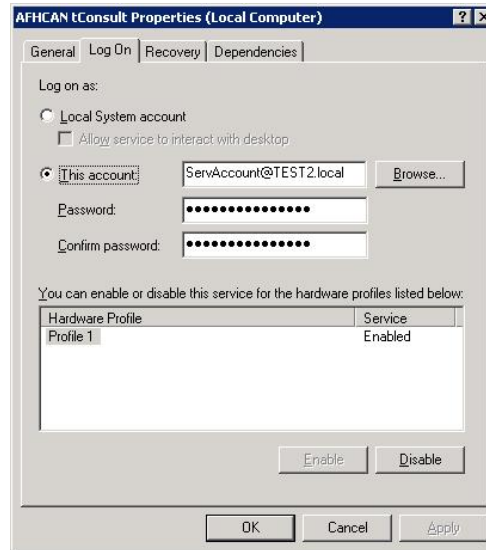 AFHCAN tConsult Properties (Local Computer)
General Log On Recovery Dependencies
Log on as:
Local System account
Allow service to interact with desktop
This account: ServAccount@TEST2.local Browse...
Password: ●●●●●●●●●●●●●●●
Confirm password: ●●●●●●●●●●●●●●●
You can enable or disable this service for the hardware profiles listed below:
Hardware Profile Service
Profile 1 Enabled
Enable Disable
OK Cancel Apply